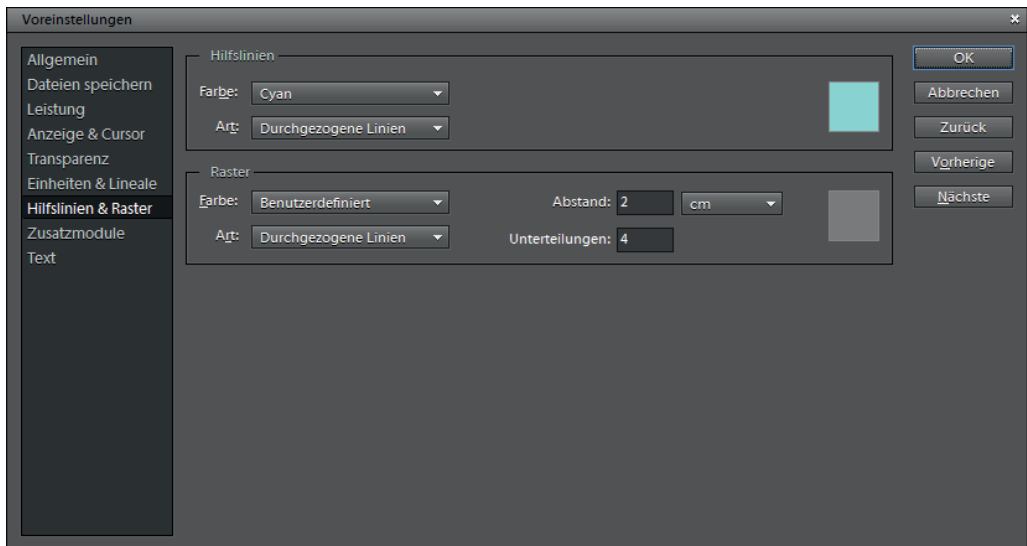 Voreinstellungen
Allgemein
Dateien speichern
Leistung
Anzeige & Cursor
Transparenz
Einheiten & Lineale
Hilfslinien & Raster
Zusatzmodule
Text
Hilfslinien
Farbe: Cyan
Art: Durchgezogene Linien
Raster
Farbe: Benutzerdefiniert Abstand: 2 cm
Art: Durchgezogene Linien Unterteilungen: 4
OK
Abbrechen
Zurück
Vorherige
Nächste